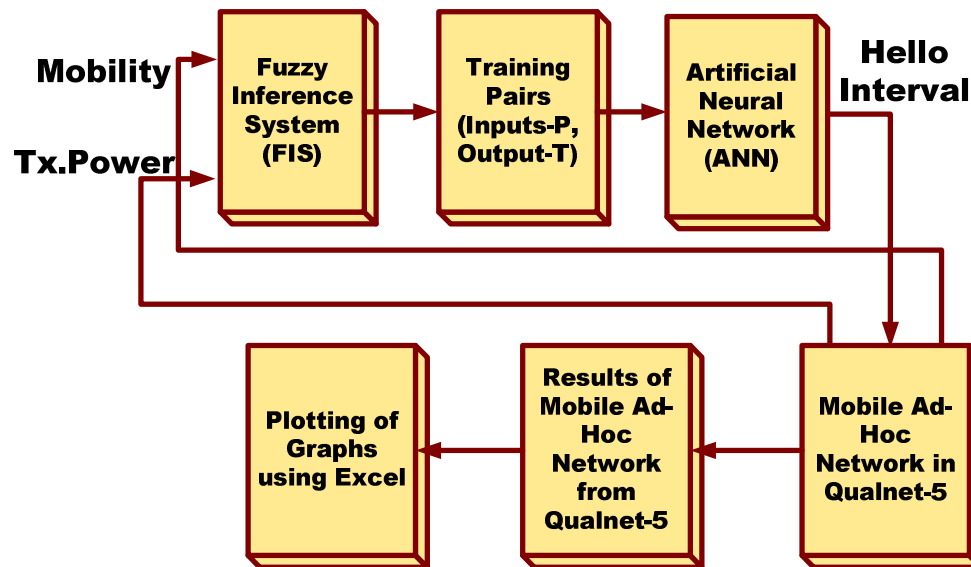 Mobility
Tx.Power
Fuzzy
Inference
System
(FIS)
Training
Pairs
(Inputs-P,
Output-T)
Artificial
Neural
Network
(ANN)
Hello
Interval
Plotting of
Graphs
using Excel
Results of
Mobile Ad-
Hoc
Network
from
Qualnet-5
Mobile Ad-
Hoc
Network in
Qualnet-5